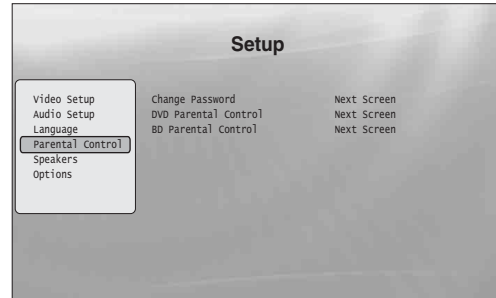 Setup
Video Setup
Audio Setup
Language
Parental Control
Speakers
Options
Change Password Next Screen
DVD Parental Control Next Screen
BD Parental Control Next Screen